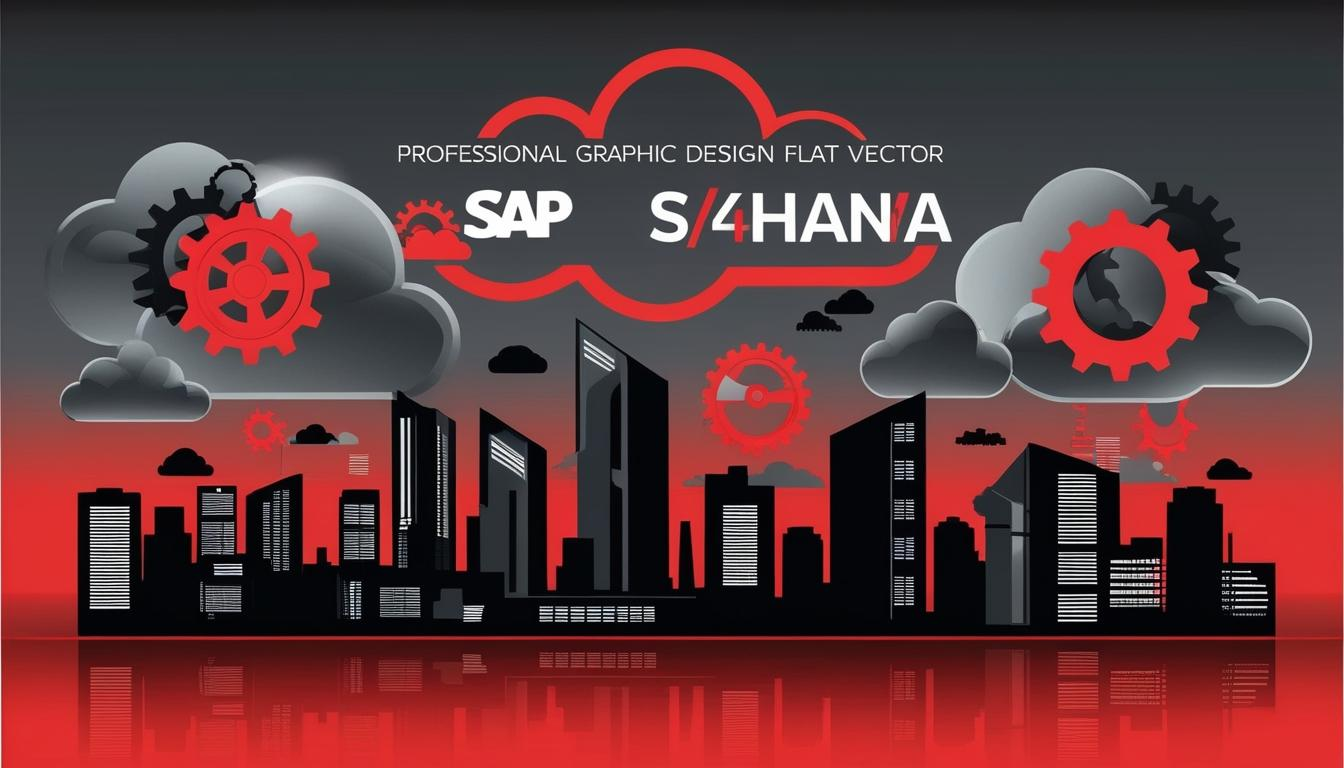 PROFESSIONAL GRAPHIC DESIGN FLAT VECTOR
SAP S/4HAN/A